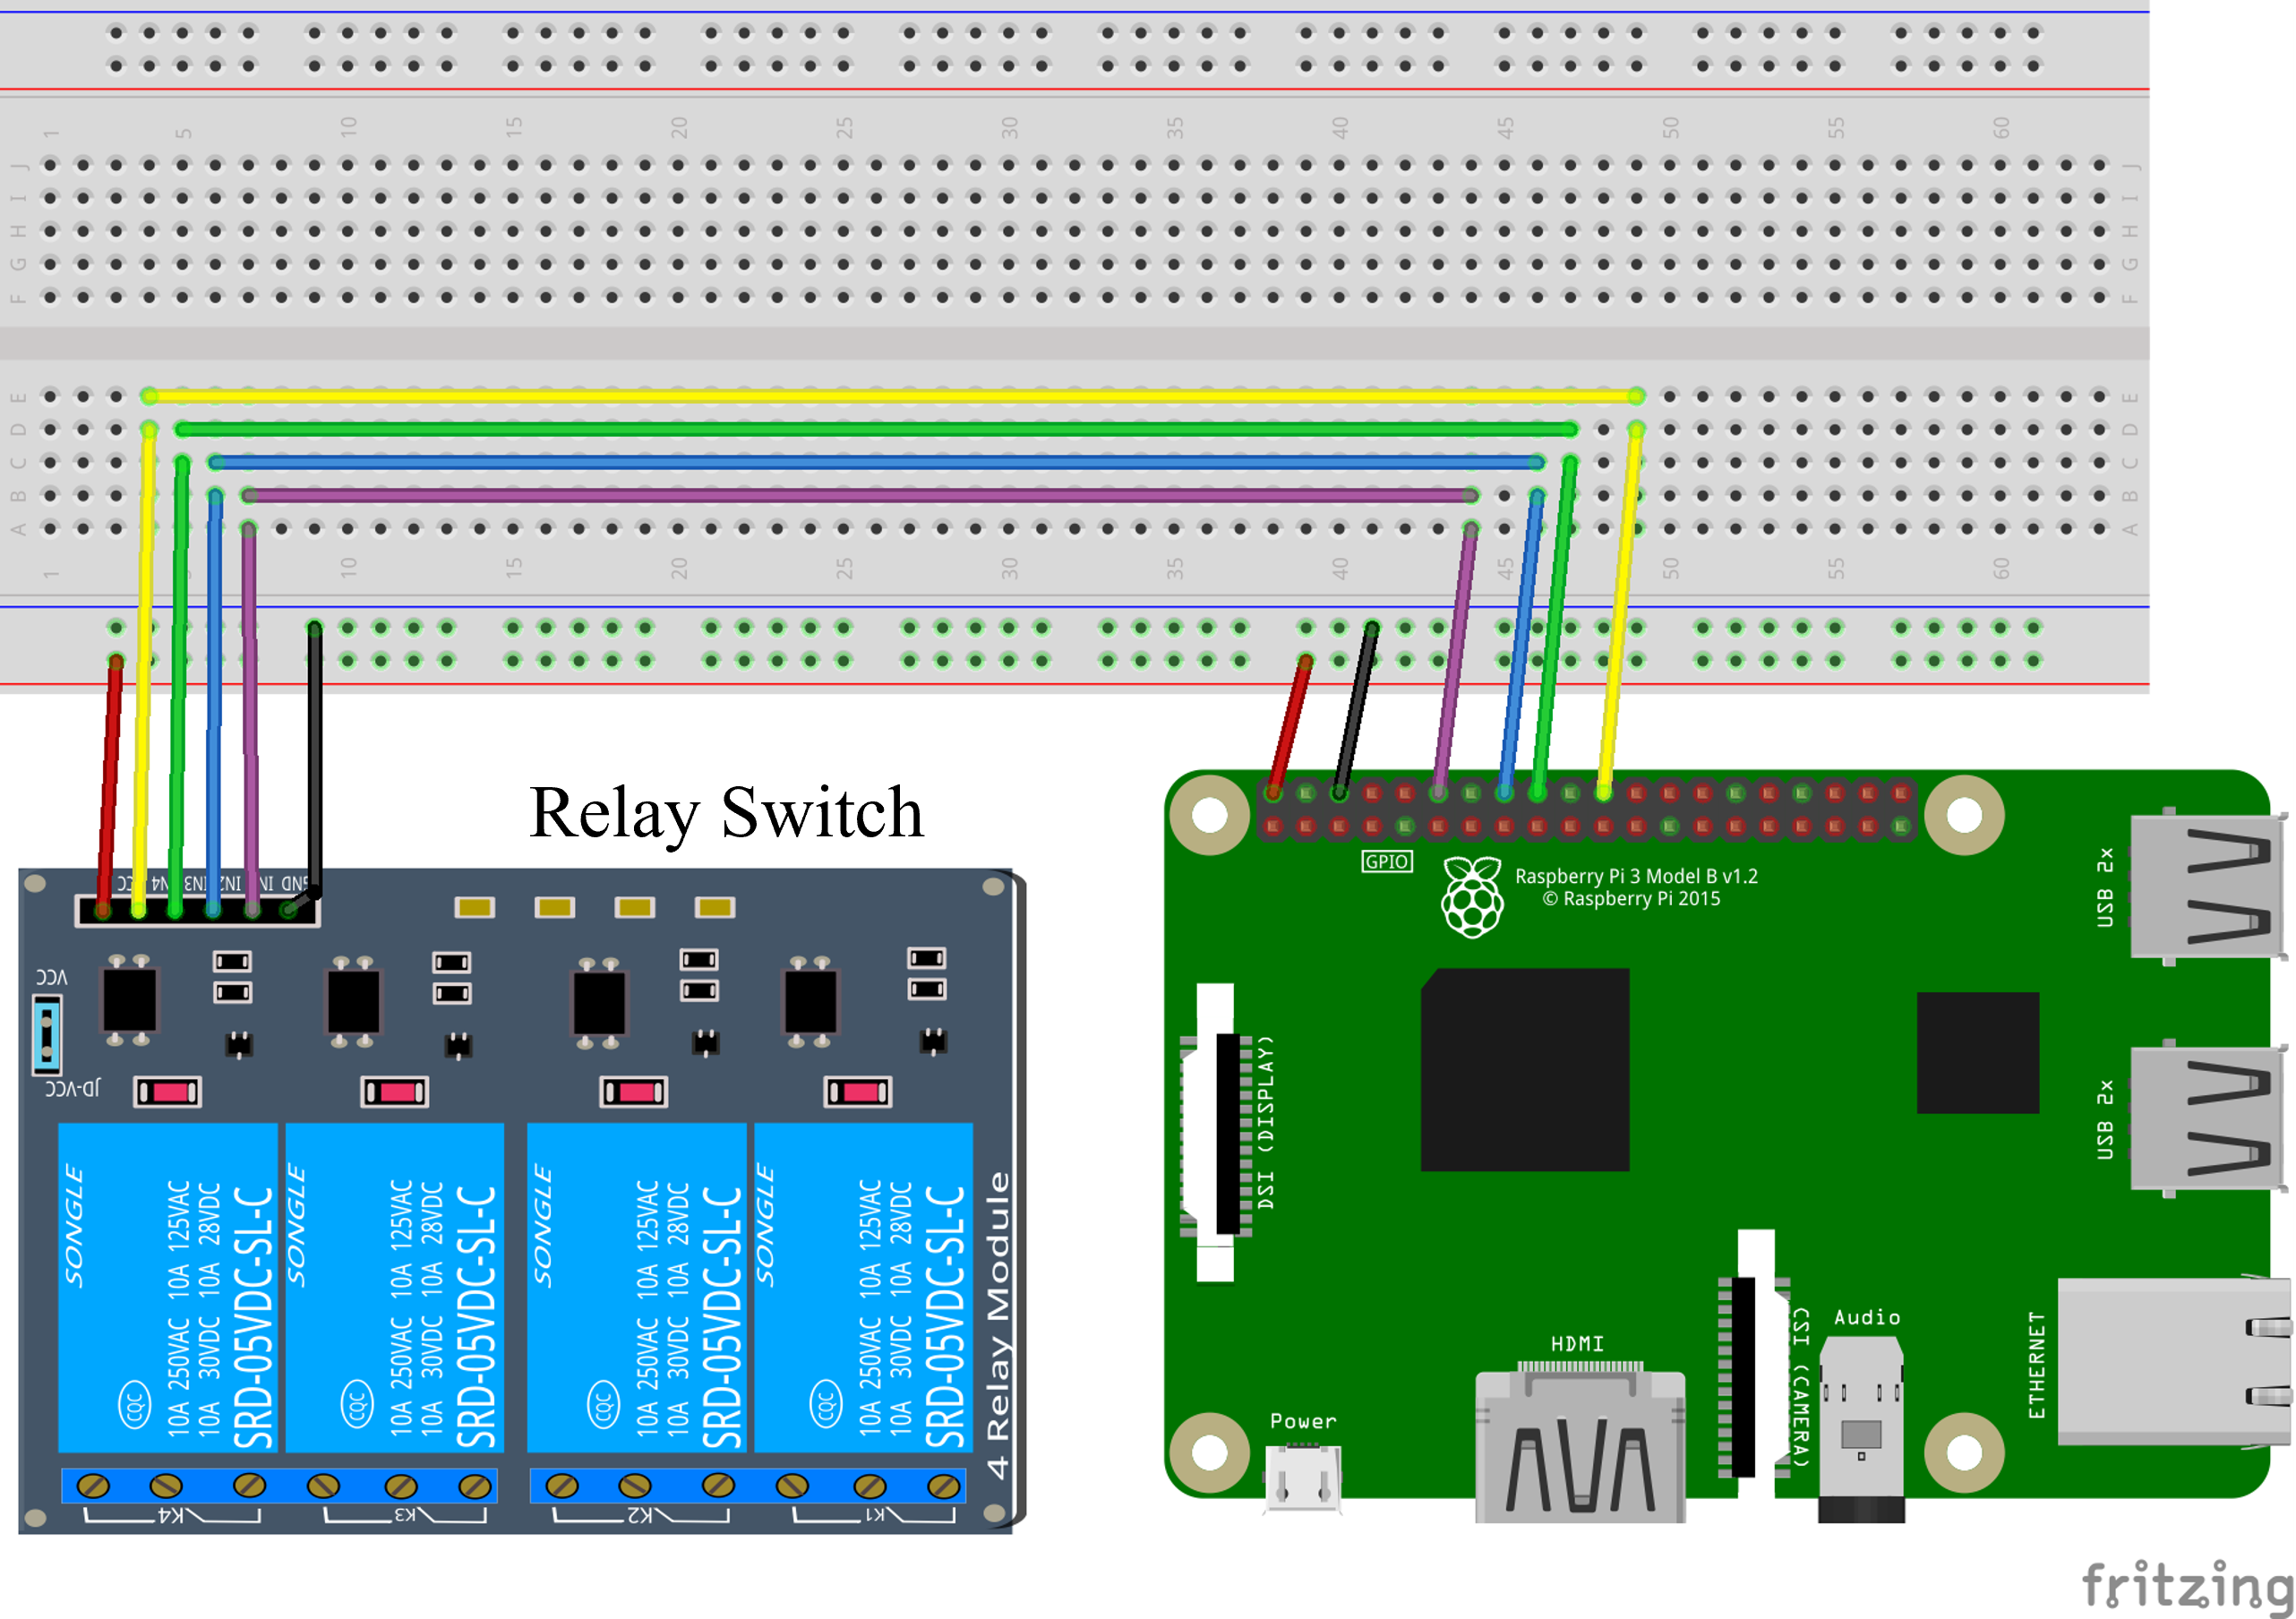 1 5 10 15 20 25 30 35 40 45 50 55 60
J J
I I
H H
G G
F F
E E
D D
C C
B B
A A
1 10 15 20 25 30 35 40 45 50 55 60
Relay Switch
GND IN2
VCC
JD-VCC
SONGLE
10A 250VAC 10A 125VAC
10A 30VDC 10A 28VDC
SRD-05VDC-SL-C
CQC
SONGLE
10A 250VAC 10A 125VAC
10A 30VDC 10A 28VDC
SRD-05VDC-SL-C
CQC
SONGLE
10A 250VAC 10A 125VAC
10A 30VDC 10A 28VDC
SRD-05VDC-SL-C
CQC
SONGLE
10A 250VAC 10A 125VAC
10A 30VDC 10A 28VDC
SRD-05VDC-SL-C
CQC
4 Relay Module
K4 K3 K2 K1
GPIO
Raspberry Pi 3 Model B v1.2
© Raspberry Pi 2015
USB 2x
USB 2x
DSI (DISPLAY)
HDMI
CSI (CAMERA)
Audio
ETHERNET
Power
fritzing